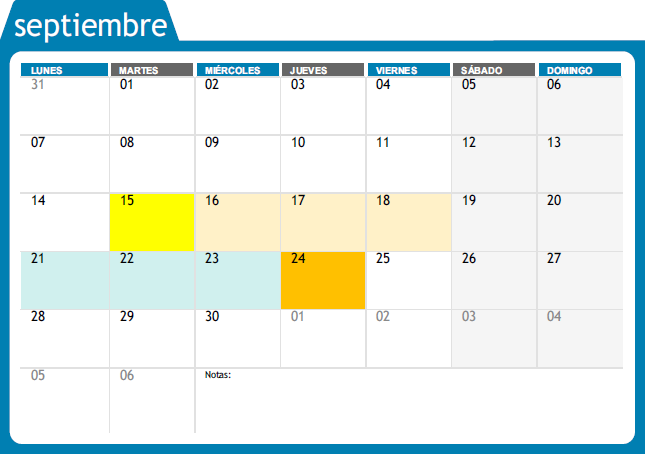 septiembre
LUNES MARTES MIÉRCOLES JUEVES VIERNES SÁBADO DOMINGO
31 01 02 03 04 05 06
07 08 09 10 11 12 13
14 15 16 17 18 19 20
21 22 23 24 25 26 27
28 29 30 01 02 03 04
05 06 Notas: